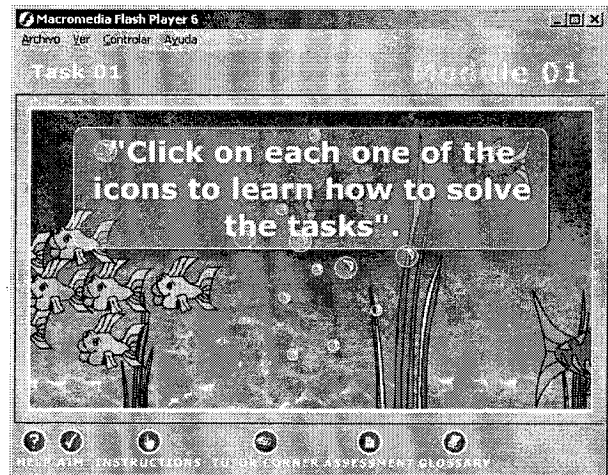 Macromedia Flash Player 6
Archivo Ver Controlar Ayuda
Task 01 Module 01
"Click on each one of the
icons to learn how to solve
the tasks".
HELP AIM INSTRUCTIONS TUTOR CORNER ASSESSMENT GLOSSARY